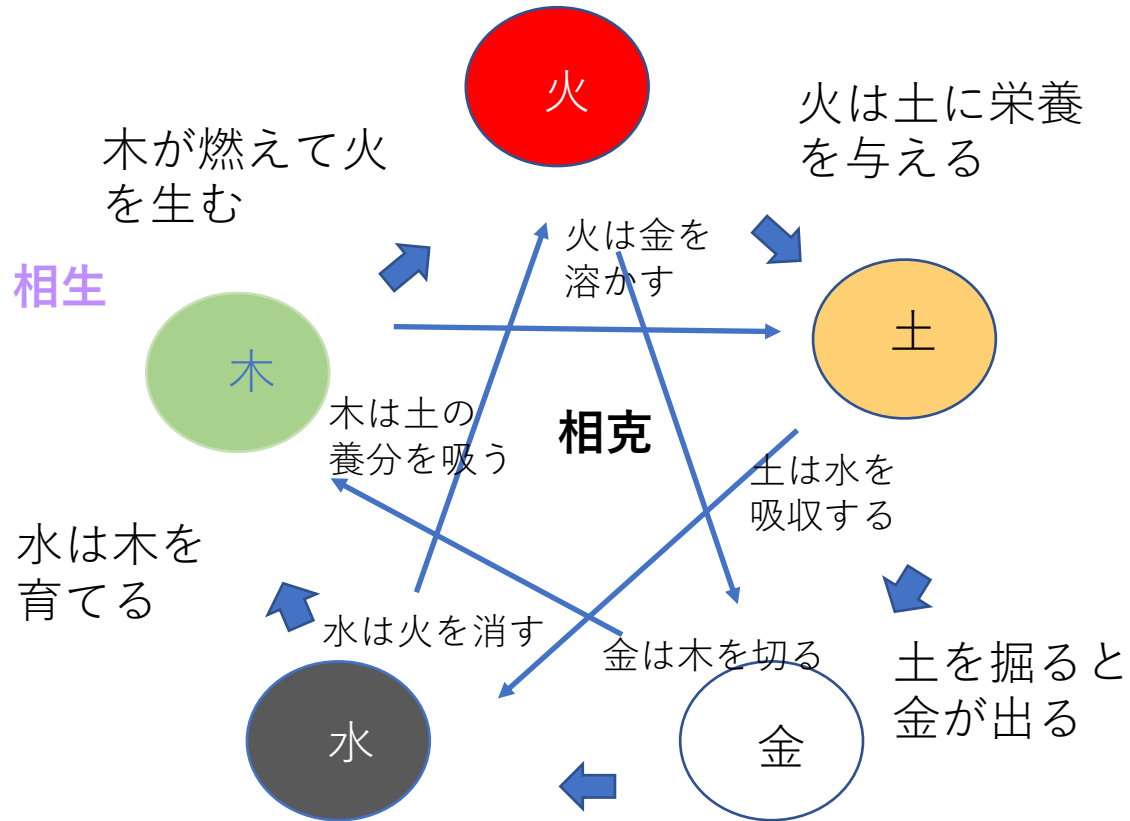 火
火は土に栄養
を与える
木が燃えて火
を生む
火は金を
溶かす
相生
土
木
木は土の
養分を吸う
相克
土は水を
吸収する
水は木を
育てる
水は火を消す
金は木を切る
土を掘ると
金が出る
水
金